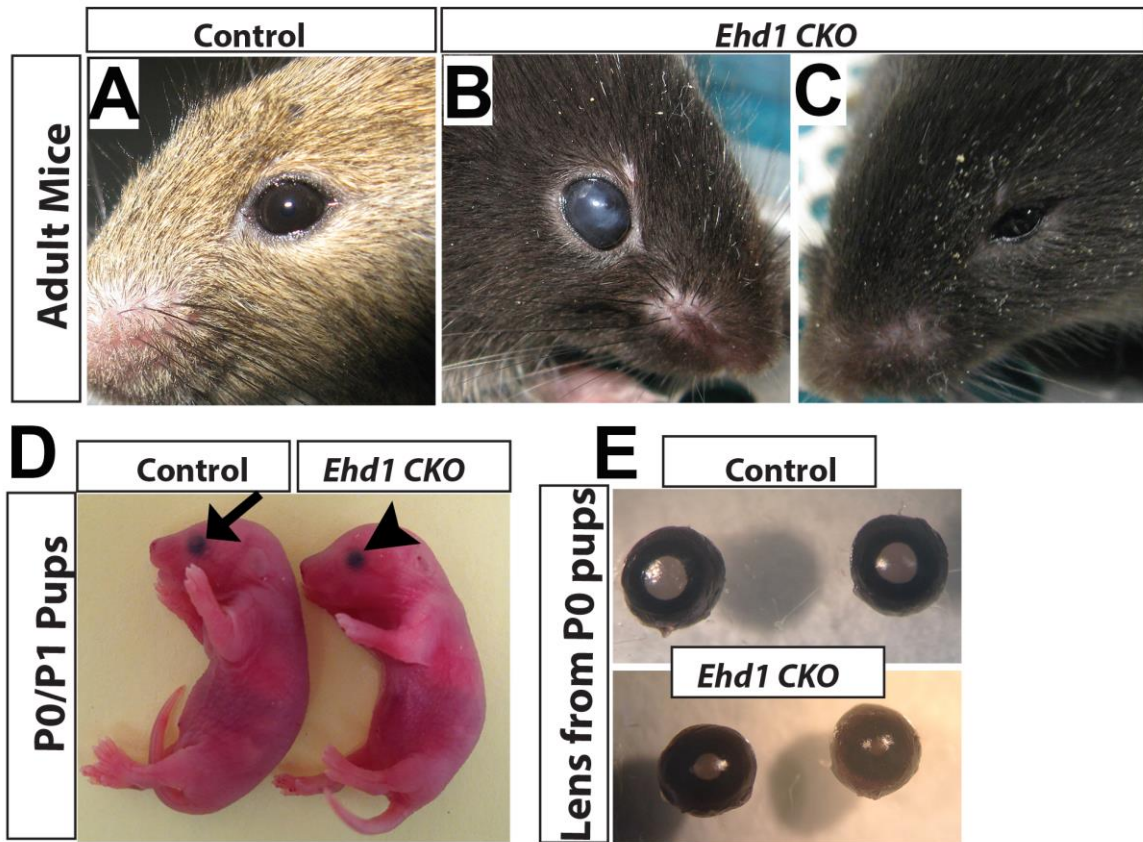 Control
Ehd1 CKO
Adult Mice
A
B
C
D
Control
Ehd1 CKO
P0/P1 Pups
E
Control
Lens from P0 pups
Ehd1 CKO